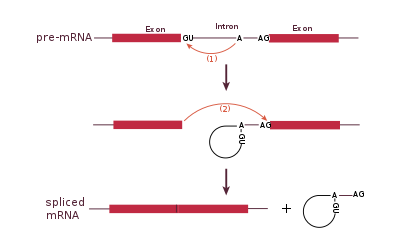 Exon Intron Exon
pre-mRNA GU A AG
(1)
(2)
A AG
GU
spliced
mRNA
+
A AG
GU